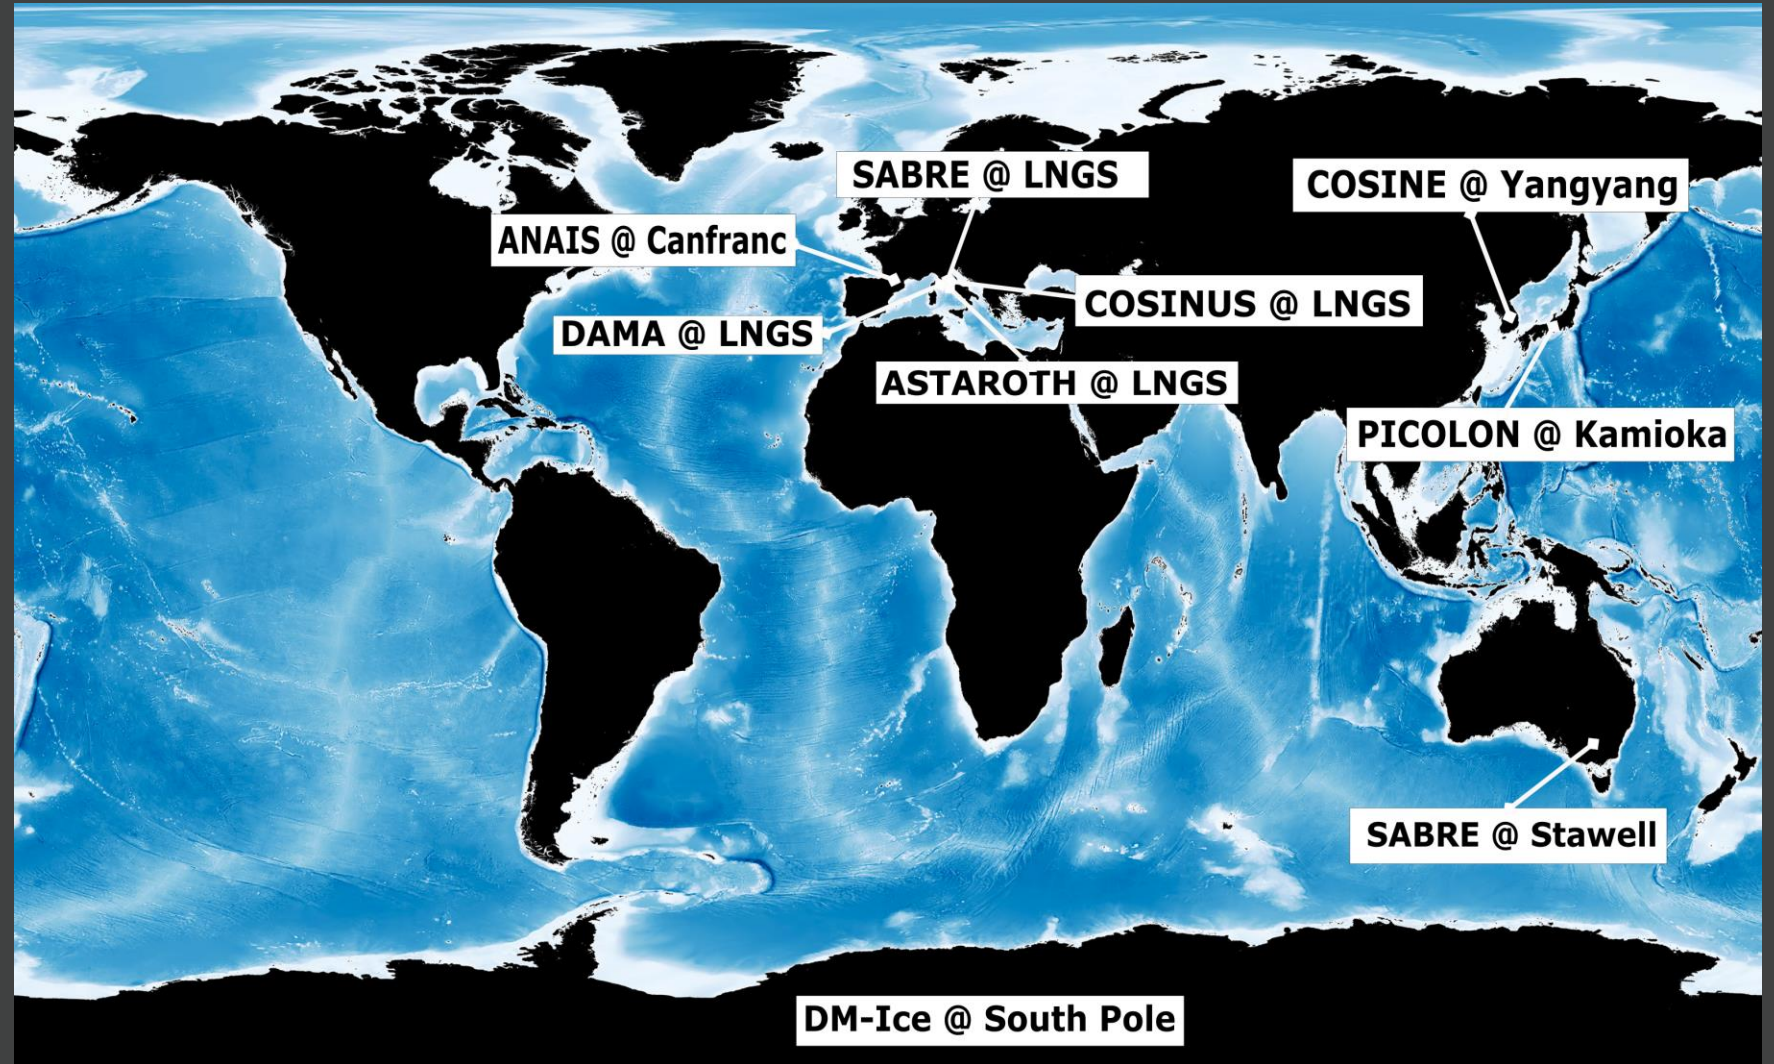 SABRE @ LNGS
COSINE @ Yangyang
ANAIS @ Canfranc
COSINUS @ LNGS
DAMA @ LNGS
ASTAROTH @ LNGS
PICOLON @ Kamioka
SABRE @ Stawell
DM-Ice @ South Pole